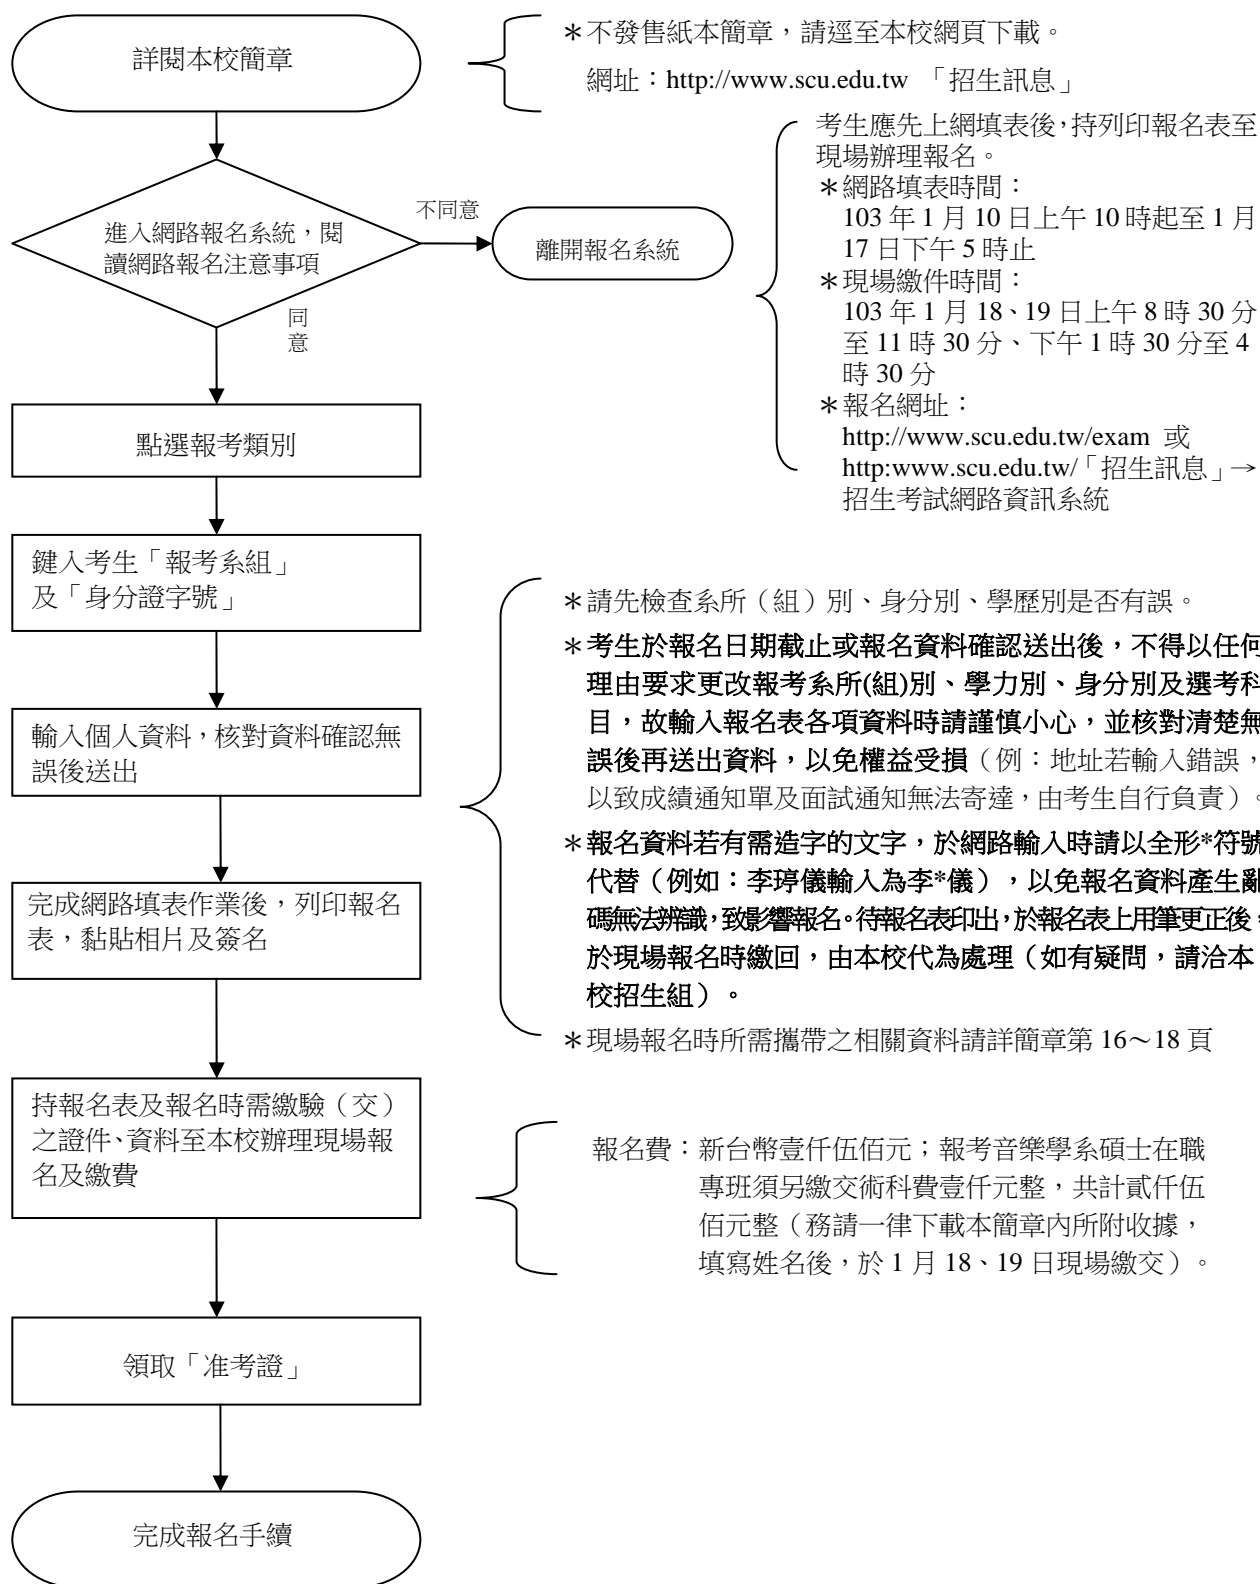 詳閱本校簡章
＊不發售紙本簡章，請逕至本校網頁下載。
網址：http://www.scu.edu.tw 「招生訊息」
進入網路報名系統，閱
讀網路報名注意事項
不同意
離開報名系統
同
意
考生應先上網填表後，持列印報名表至
現場辦理報名。
＊網路填表時間：
103 年 1 月 10 日上午 10 時起至 1 月
17 日下午 5 時止
＊現場繳件時間：
103 年 1 月 18、19 日上午 8 時 30 分
至 11 時 30 分、下午 1 時 30 分至 4
時 30 分
＊報名網址：
http://www.scu.edu.tw/exam 或
http:www.scu.edu.tw/「招生訊息」→
招生考試網路資訊系統
點選報考類別
鍵入考生「報考系組」
及「身分證字號」
輸入個人資料，核對資料確認無
誤後送出
完成網路填表作業後，列印報名
表，黏貼相片及簽名
＊請先檢查系所（組）別、身分別、學歷別是否有誤。
＊考生於報名日期截止或報名資料確認送出後，不得以任何
理由要求更改報考系所(組)別、學力別、身分別及選考科
目，故輸入報名表各項資料時請謹慎小心，並核對清楚無
誤後再送出資料，以免權益受損（例：地址若輸入錯誤，
以致成績通知單及面試通知無法寄達，由考生自行負責）。
＊報名資料若有需造字的文字，於網路輸入時請以全形*符號
代替（例如：李珵儀輸入為李*儀），以免報名資料產生亂
碼無法辨識，致影響報名。待報名表印出，於報名表上用筆更正後，
於現場報名時繳回，由本校代為處理（如有疑問，請洽本
校招生組）。
＊現場報名時所需攜帶之相關資料請詳簡章第 16～18 頁
持報名表及報名時需繳驗（交）
之證件、資料至本校辦理現場報
名及繳費
報名費：新台幣壹仟伍佰元；報考音樂學系碩士在職
專班須另繳交術科費壹仟元整，共計貳仟伍
佰元整（務請一律下載本簡章內所附收據，
填寫姓名後，於 1 月 18、19 日現場繳交）。
領取「准考證」
完成報名手續